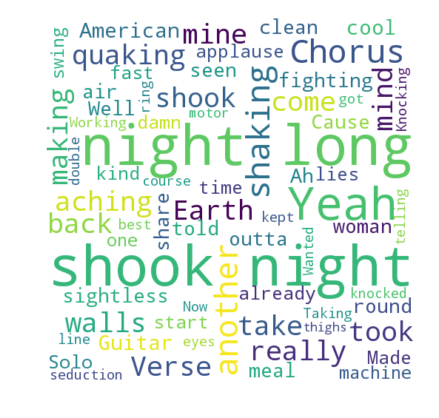 American mine clean cool
swing quaking applause Chorus
fast seen
air shook fighting mind Knocking
making Well ring motor shaking come got
Working damn Cause
double night long
kind course Ah lies
aching time Yeah
back told share Earth kept woman telling
one best outta Wanted
shook night
sightless another already round
walls Now take knocked took
line start Taking
Guitar eyes really thighs Made
Solo Verse meal machine
seduction